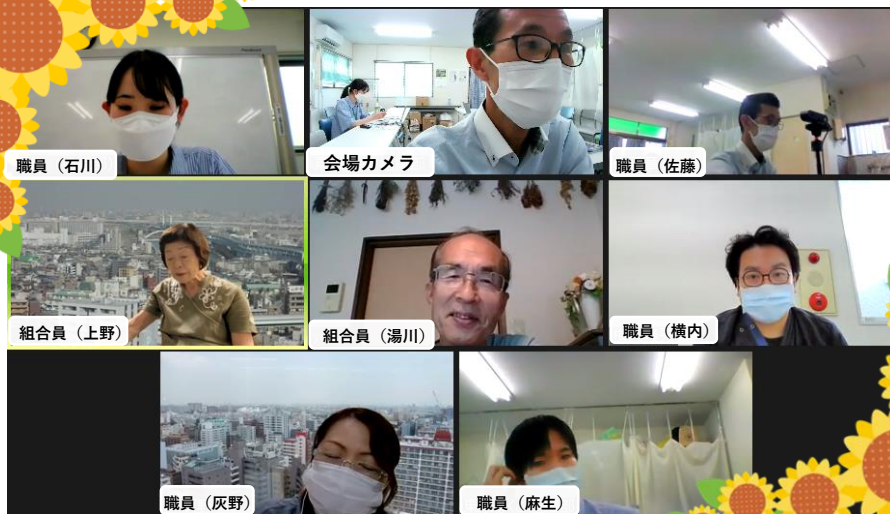 職員（石川）
会場カメラ
職員（佐藤）
組合員（上野）
組合員（湯川）
職員（横内）
職員（灰野）
職員（麻生）